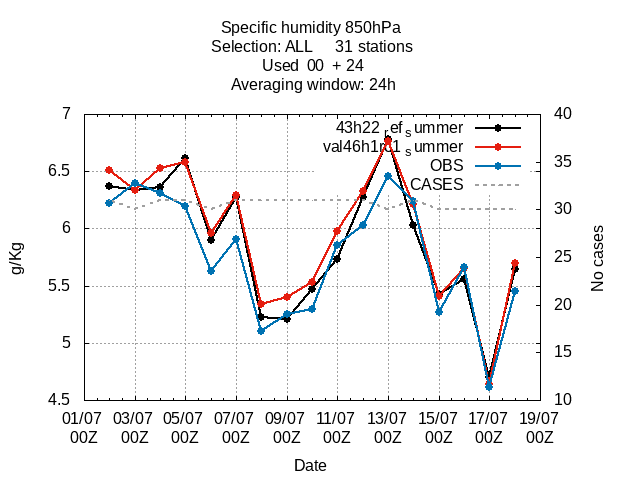 Specific humidity 850hPa
Selection: ALL 31 stations
Used 00 + 24
Averaging window: 24h
43h22refsummer
val46h1r11summer
OBS
CASES
7
6.5
6
5.5
5
4.5
40
35
30
25
20
15
10
g/Kg
No cases
01/07 03/07 05/07 07/07 09/07 11/07 13/07 15/07 17/07 19/07
00Z 00Z 00Z 00Z 00Z 00Z 00Z 00Z 00Z 00Z
Date